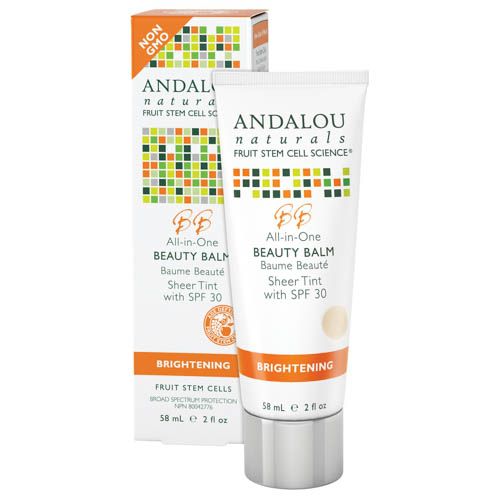 NON
GMO
ANDALOU
naturals
FRUIT STEM CELL SCIENCE
BB
All-in-One
BEAUTY BALM
Baume Beauté
Sheer Tint
with SPF 30
BRIGHTENING
FRUIT STEM CELLS
BROAD SPECTRUM PROTECTION
NPN 80042776
58 mL e 2 fl oz
ANDALOU
naturals
FRUIT STEM CELL SCIENCE®
BB
All-in-One
BEAUTY BALM
Baume Beauté
Sheer Tint
with SPF 30
BRIGHTENING
58 mL e 2 fl oz